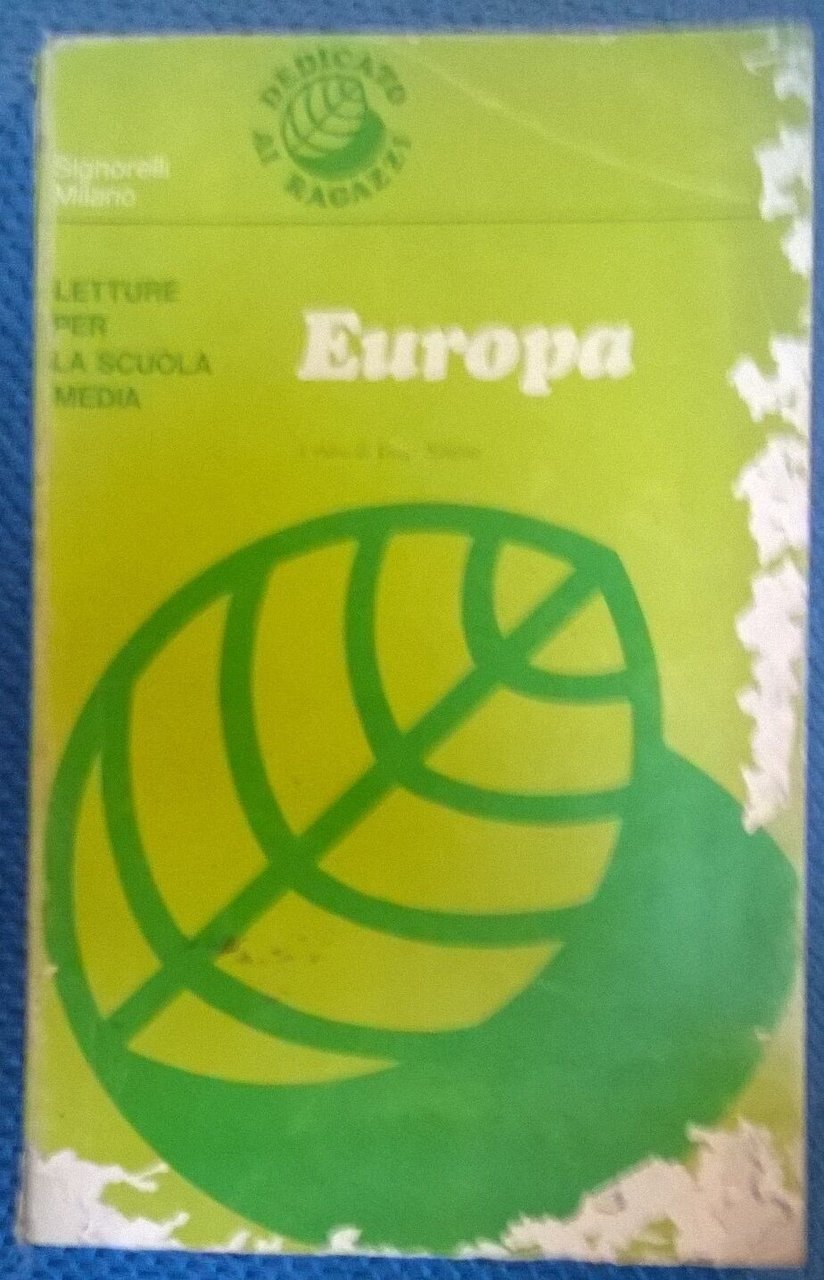 DEDICATO
AI RAGAZZI
Signorelli
Milano
LETTURE
PER
LA SCUOLA
MEDIA
Europa